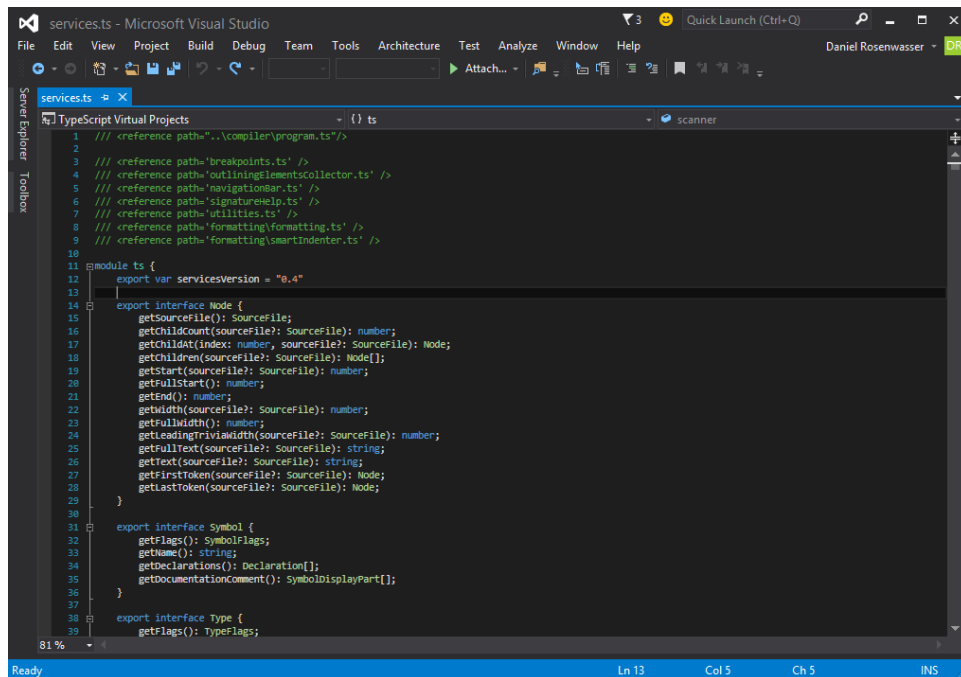 services.ts - Microsoft Visual Studio
3
Quick Launch (Ctrl+Q)
File Edit View Project Build Debug Team Tools Architecture Test Analyze Window Help
Daniel Rosenwasser
DR
Attach...
Server Explorer
Toolbox
services.ts
TypeScript Virtual Projects
{} ts
scanner
1 /// <reference path="..\compiler\program.ts"/>
2
3 /// <reference path='breakpoints.ts' />
4 /// <reference path='outliningElementsCollector.ts' />
5 /// <reference path='navigationBar.ts' />
6 /// <reference path='signatureHelp.ts' />
7 /// <reference path='utilities.ts' />
8 /// <reference path='formatting\formatting.ts' />
9 /// <reference path='formatting\smartIndenter.ts' />
10
11 module ts {
12 export var servicesVersion = "0.4"
13
14 export interface Node {
15 getSourceFile(): SourceFile;
16 getChildCount(sourceFile?: SourceFile): number;
17 getChildAt(index: number, sourceFile?: SourceFile): Node;
18 getChildren(sourceFile?: SourceFile): Node[];
19 getStart(sourceFile?: SourceFile): number;
20 getFullStart(): number;
21 getEnd(): number;
22 getWidth(sourceFile?: SourceFile): number;
23 getFullWidth(): number;
24 getLeadingTriviaWidth(sourceFile?: SourceFile): number;
25 getFullText(sourceFile?: SourceFile): string;
26 getText(sourceFile?: SourceFile): string;
27 getFirstToken(sourceFile?: SourceFile): Node;
28 getLastToken(sourceFile?: SourceFile): Node;
29 }
30
31 export interface Symbol {
32 getFlags(): SymbolFlags;
33 getName(): string;
34 getDeclarations(): Declaration[];
35 getDocumentationComment(): SymbolDisplayPart[];
36 }
37
38 export interface Type {
39 getFlags(): TypeFlags;
81 %
Ready
Ln 13 Col 5 Ch 5 INS